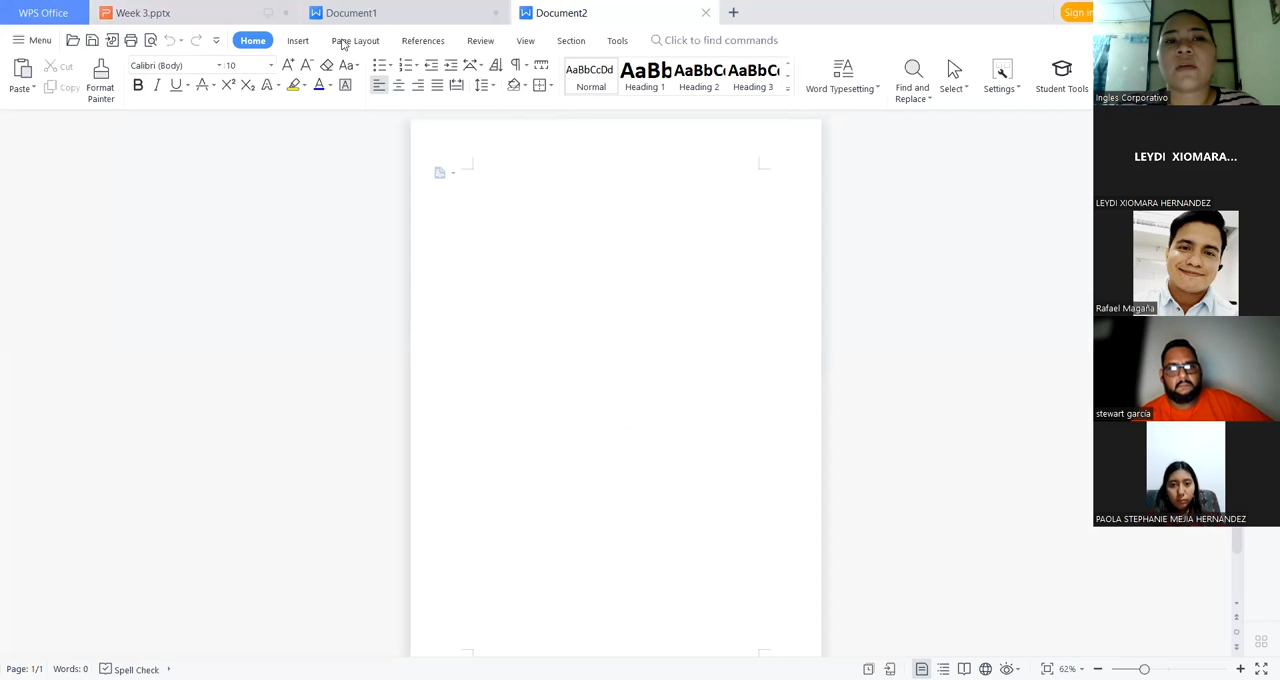 WPS Office
Week 3.pptx
Document1
Document2
Sign in
Menu
Home
Insert
Page Layout
References
Review
View
Section
Tools
Click to find commands
Paste
Cut
Copy
Format
Painter
Calibri (Body)
10
AaBbCcDd
Normal
AaBb
Heading 1
AaBbC
Heading 2
AaBbCc
Heading 3
Word Typesetting
Find and
Replace
Select
Settings
Student Tools
Ingles Corporativo
LEYDI XIOMARA...
LEYDI XIOMARA HERNANDEZ
Rafael Magaña
stewart garcía
PAOLA STEPHANIE MEJIA HERNANDEZ
Page: 1/1
Words: 0
Spell Check
62%